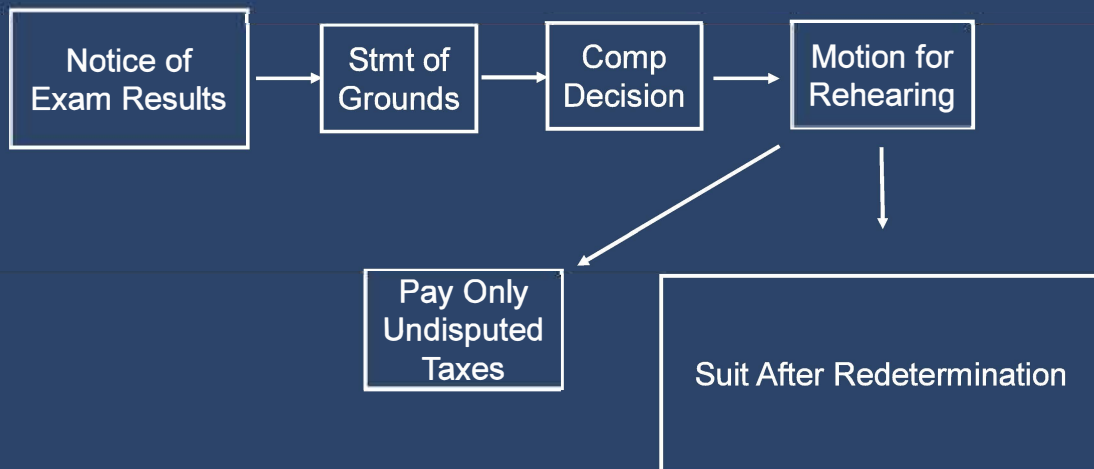 Notice of
Exam Results
Stmt of
Grounds
Comp
Decision
Motion for
Rehearing
Pay Only
Undisputed
Taxes
Suit After Redetermination